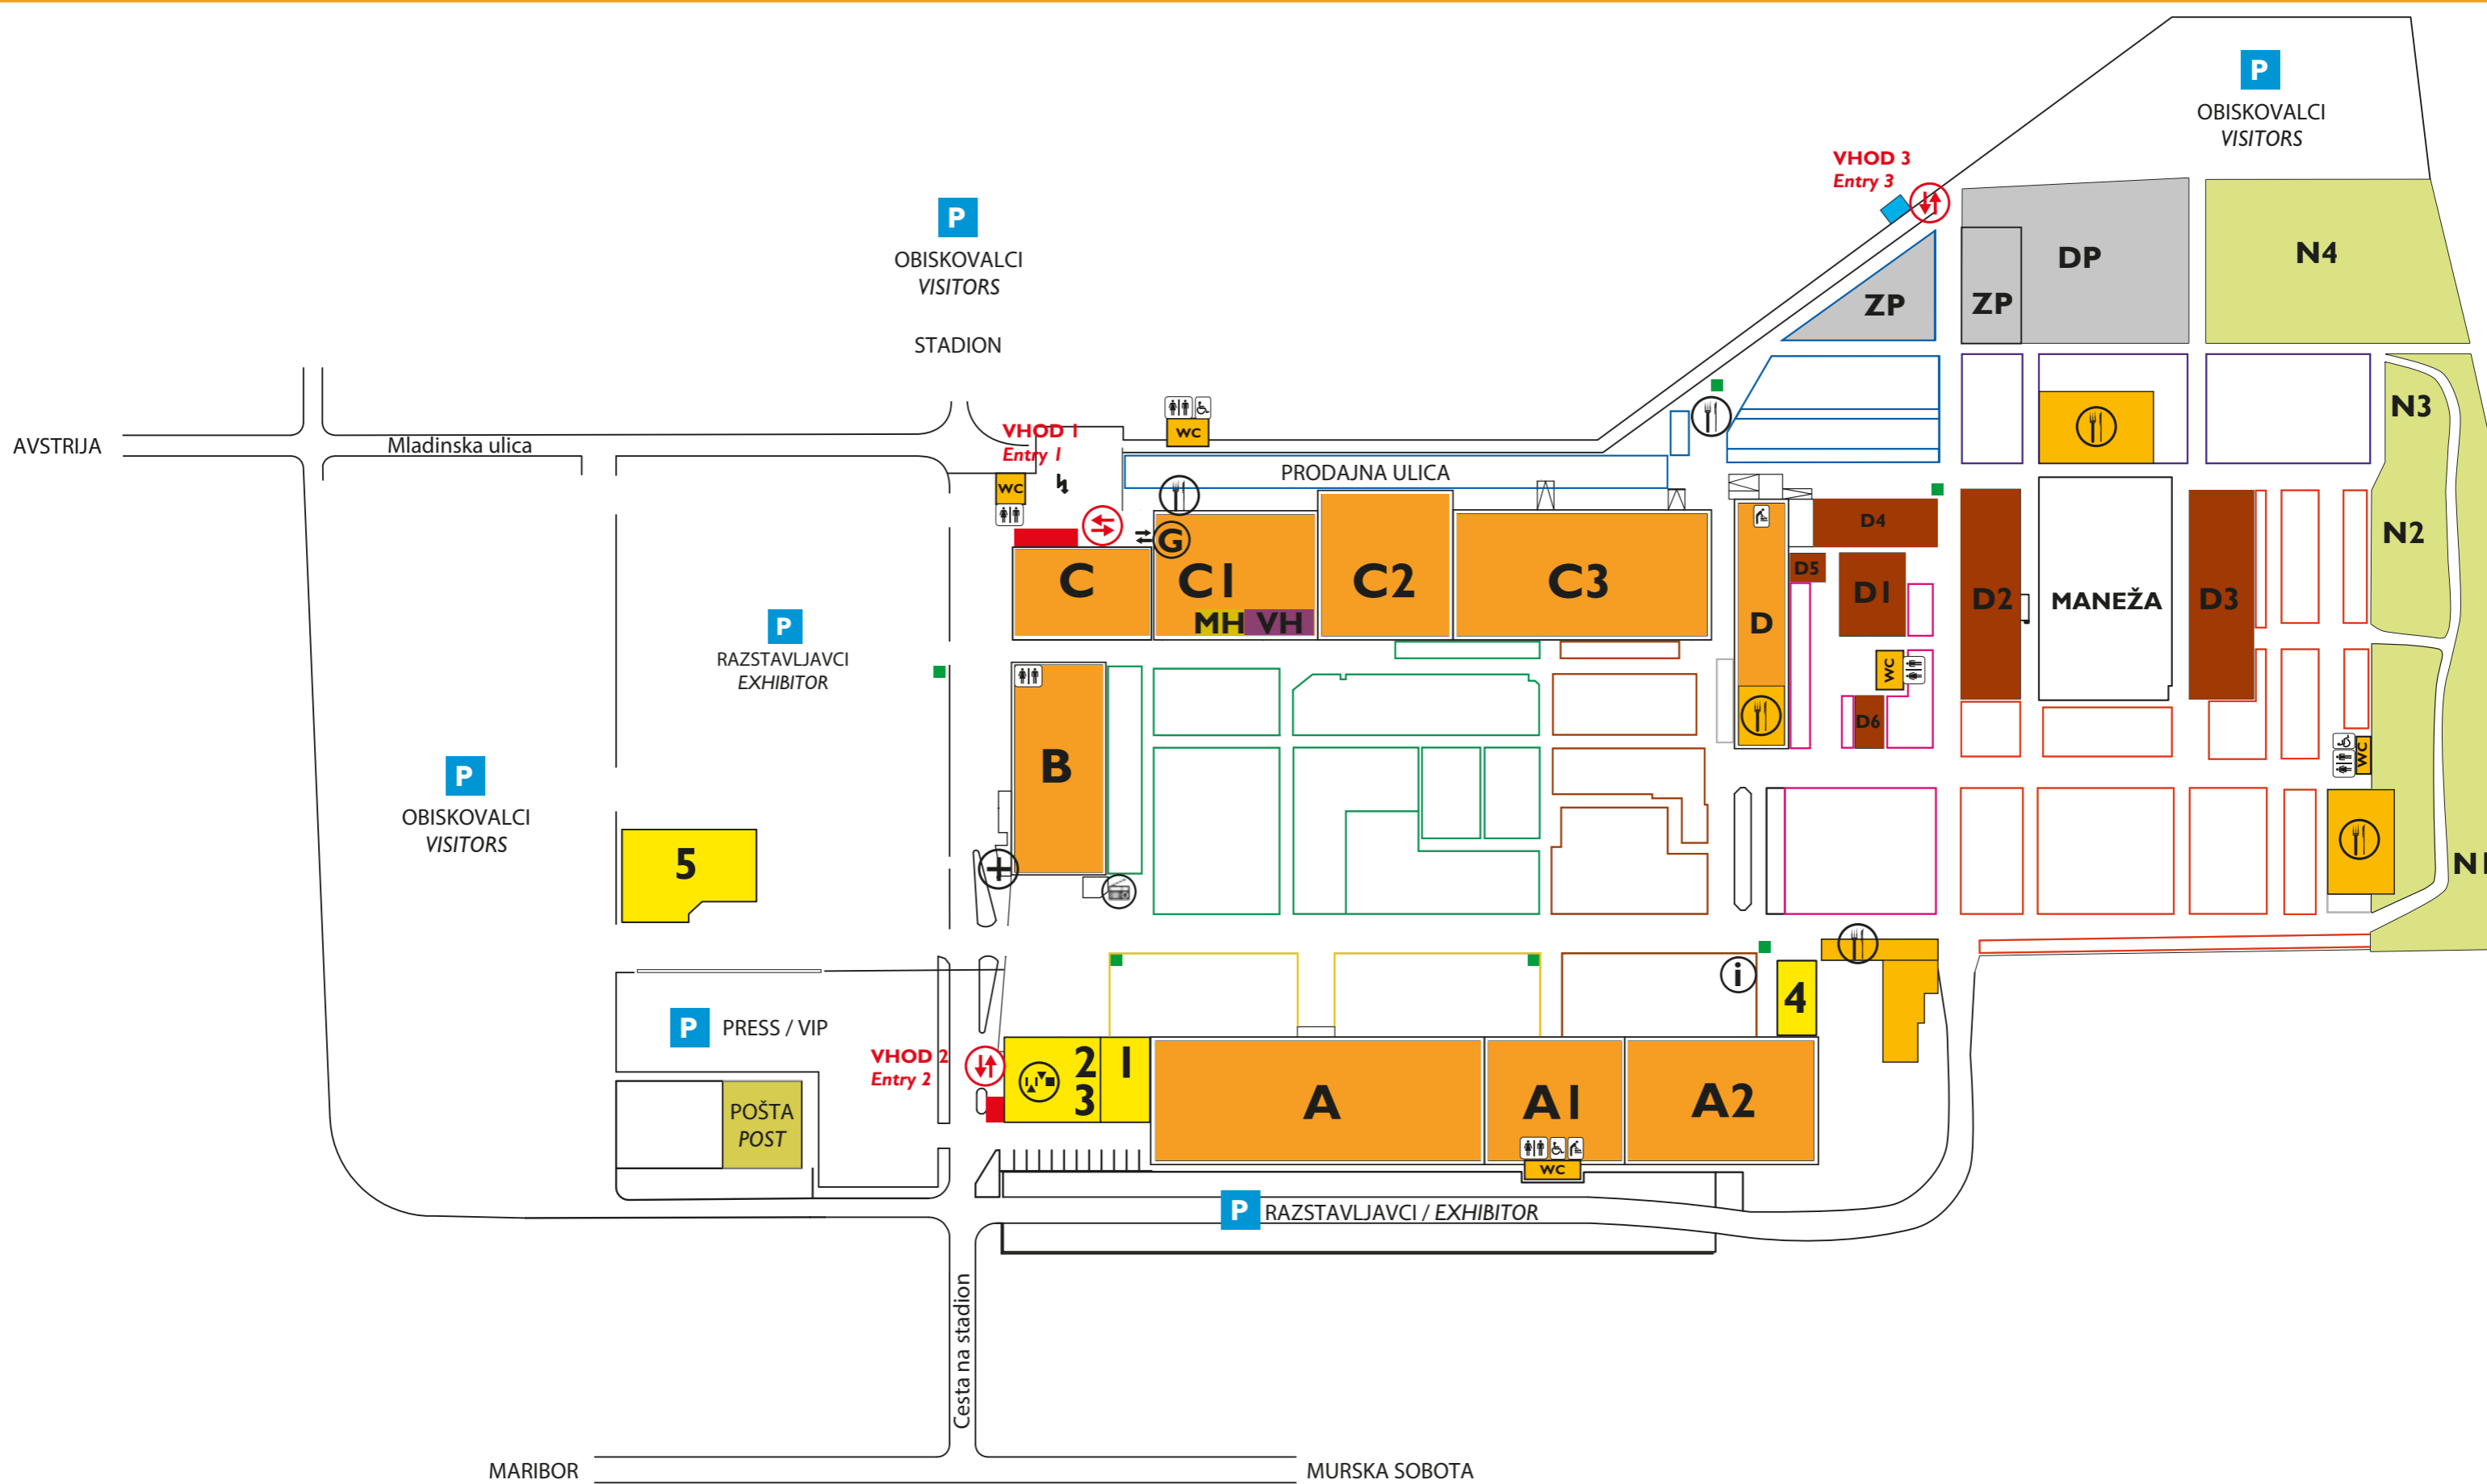 P
OBISKOVALCI
VISITORS
VHOD 3
Entry 3
P
OBISKOVALCI
VISITORS
STADION
DP
N4
ZP
ZP
N3
AVSTRIJA
Mladinska ulica
VHOD 1
Entry 1
WC
PRODAJNA ULICA
WC
G
C
C1
C2
C3
MH
VH
D
D4
D5
D1
D2
MANEŽA
D3
N2
WC
D6
P
RAZSTAVLJAVCI
EXHIBITOR
B
P
OBISKOVALCI
VISITORS
WC
5
N1
i
4
P
PRESS / VIP
VHOD 2
Entry 2
2
3
1
A
A1
A2
WC
POŠTA
POST
P
RAZSTAVLJAVCI / EXHIBITOR
Cesta na stadion
MARIBOR
MURSKA SOBOTA